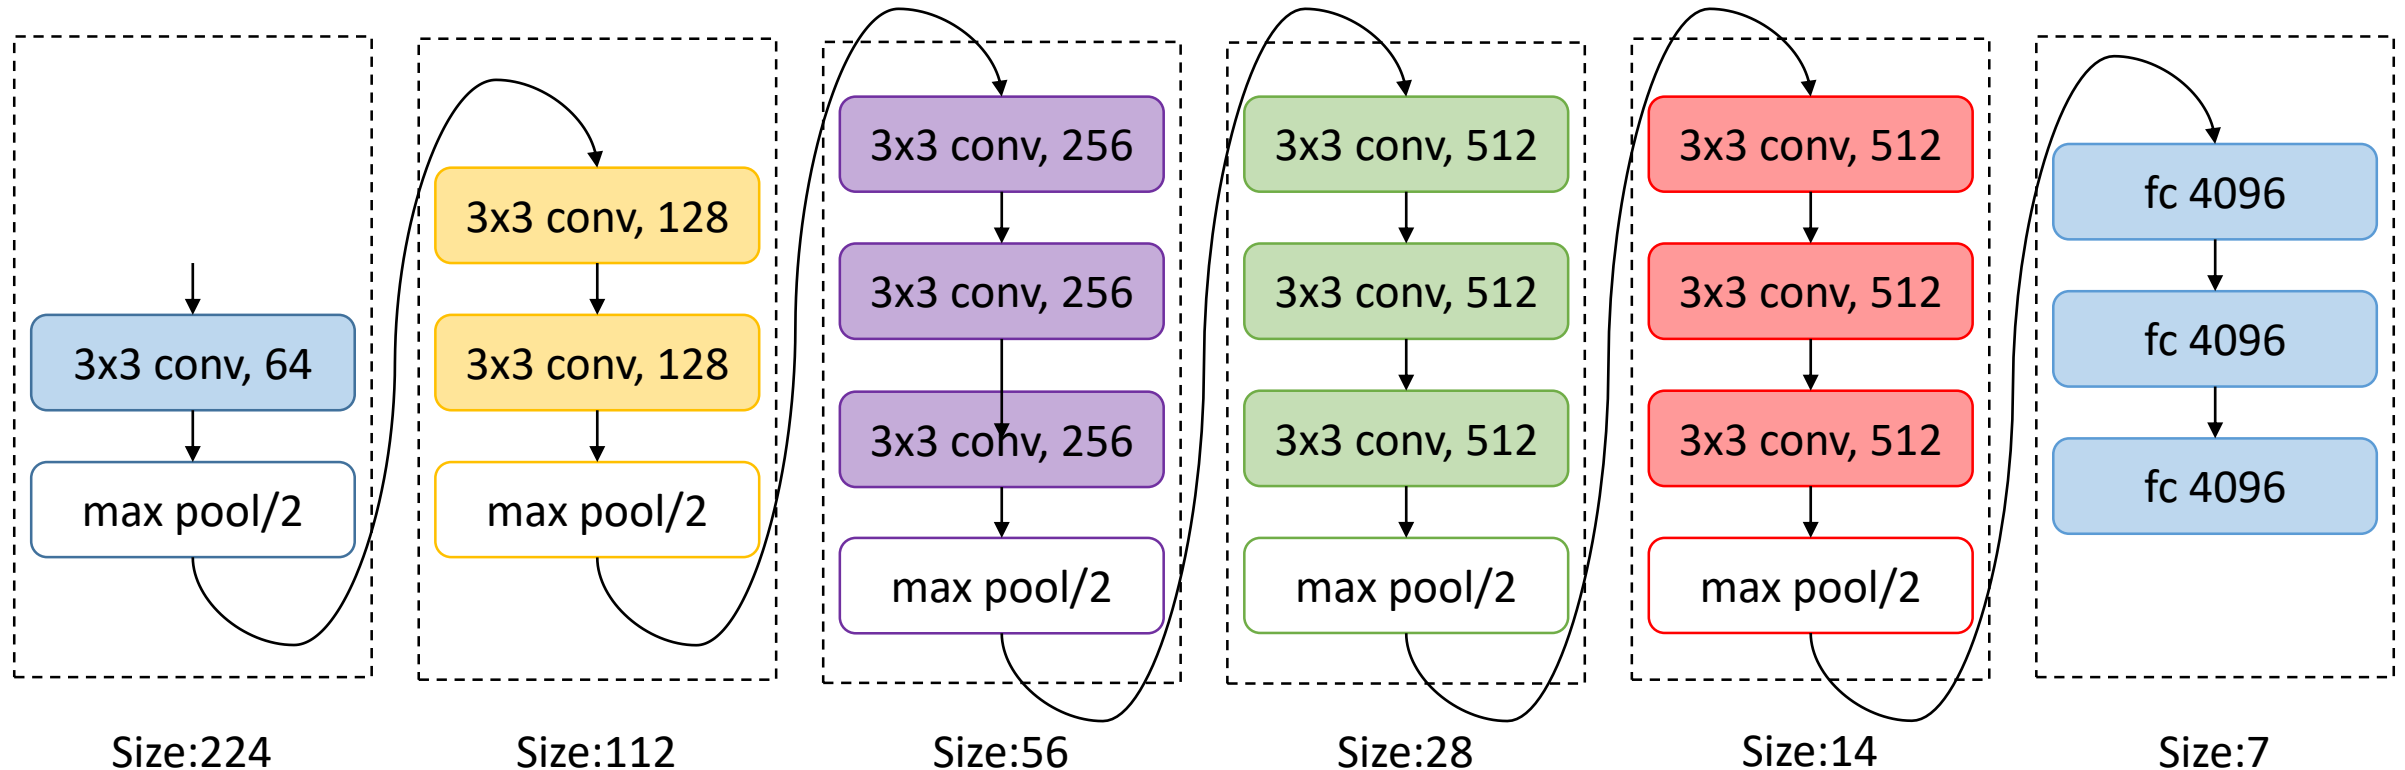 3x3 conv, 64
max pool/2
Size:224
3x3 conv, 128
3x3 conv, 128
max pool/2
Size:112
3x3 conv, 256
3x3 conv, 256
3x3 conv, 256
max pool/2
Size:56
3x3 conv, 512
3x3 conv, 512
3x3 conv, 512
max pool/2
Size:28
3x3 conv, 512
3x3 conv, 512
3x3 conv, 512
max pool/2
Size:14
fc 4096
fc 4096
fc 4096
Size:7